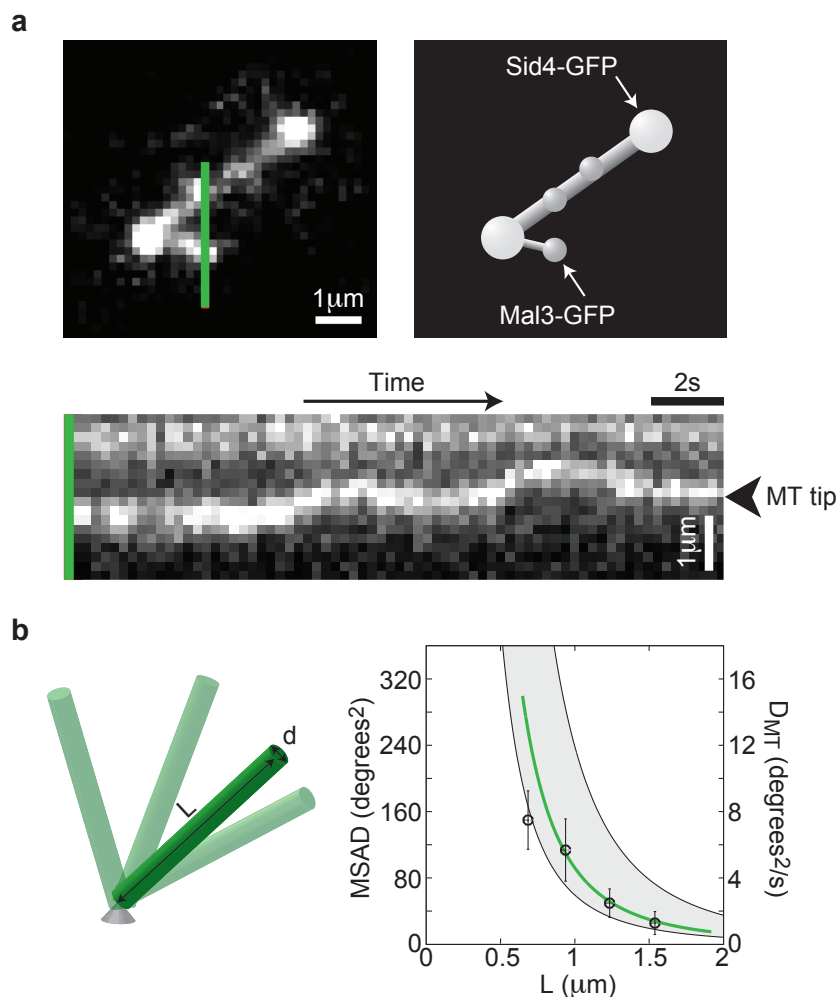 a
Sid4-GFP
1μm
Mal3-GFP
Time
2s
MT tip
1μm
b
d
L
MSAD (degrees²)
320
240
160
80
0
16
12
8
4
0
D_MT (degrees²/s)
0 0.5 1 1.5 2
L (μm)